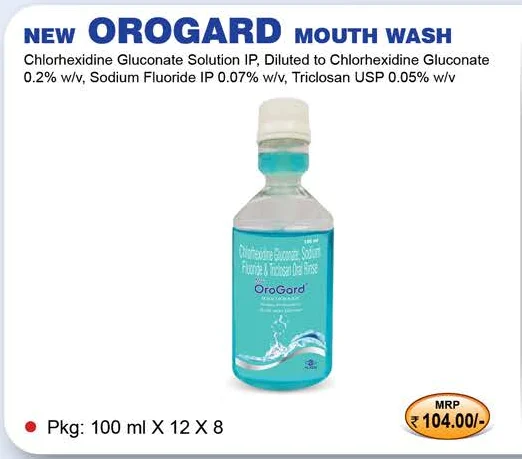 NEW OROGARD MOUTH WASH
Chlorhexidine Gluconate Solution IP, Diluted to Chlorhexidine Gluconate
0.2% w/v, Sodium Fluoride IP 0.07% w/v, Triclosan USP 0.05% w/v
100 ml
Chlorhexidine Gluconate, Sodium
Fluoride & Triclosan Oral Rinse
OroGard
MOUTHWASH
Pkg: 100 ml X 12 X 8
MRP
₹ 104.00/-